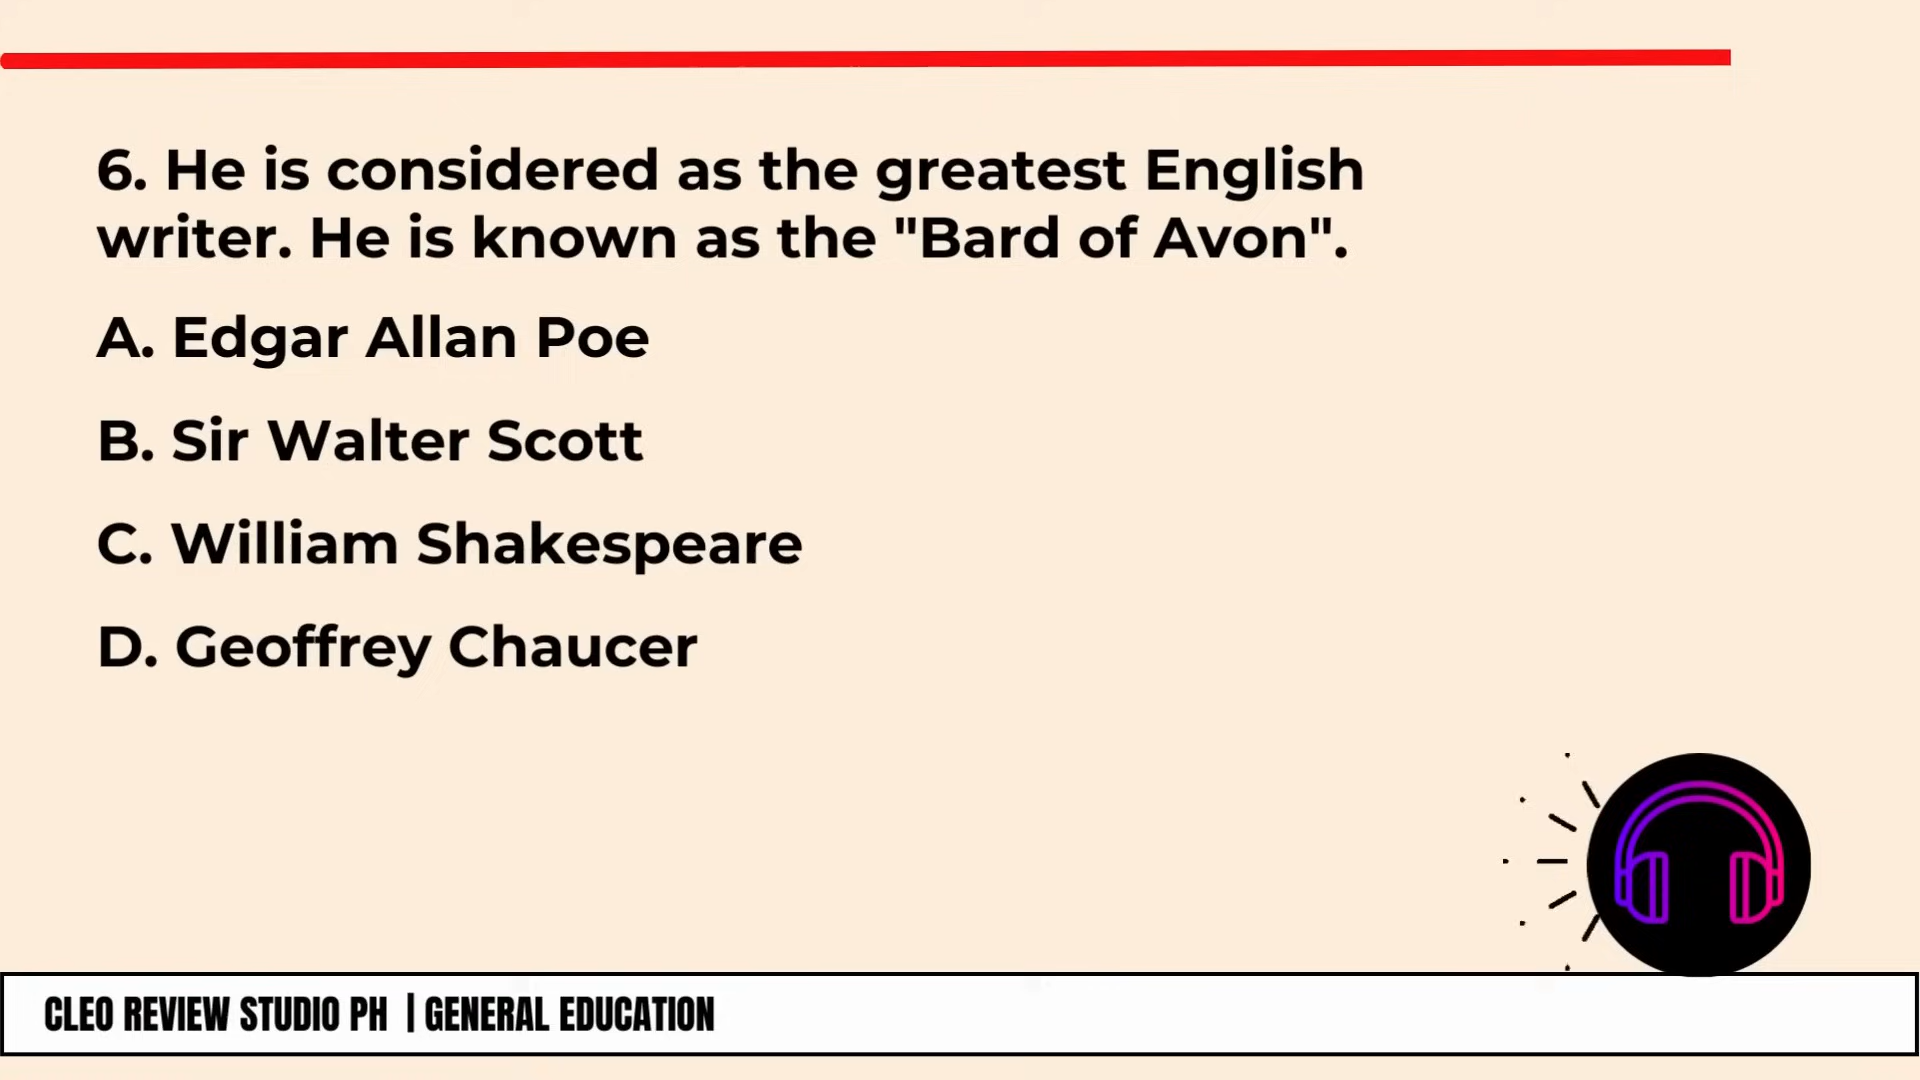 6. He is considered as the greatest English
writer. He is known as the "Bard of Avon".
A. Edgar Allan Poe
B. Sir Walter Scott
C. William Shakespeare
D. Geoffrey Chaucer
CLEO REVIEW STUDIO PH | GENERAL EDUCATION